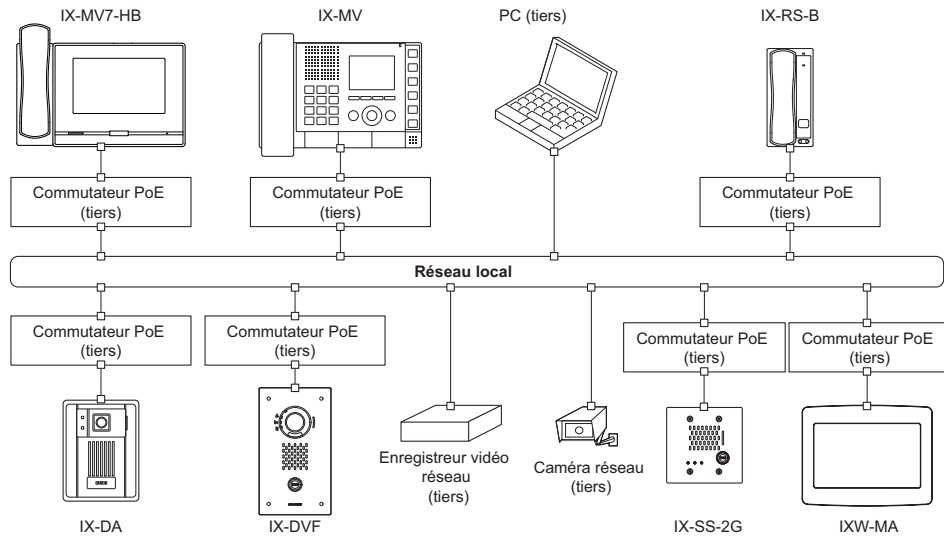 IX-MV7-HB
IX-MV
PC (tiers)
IX-RS-B
Commutateur PoE
(tiers)
Commutateur PoE
(tiers)
Commutateur PoE
(tiers)
Réseau local
Commutateur PoE
(tiers)
Commutateur PoE
(tiers)
Commutateur PoE
(tiers)
Commutateur PoE
(tiers)
Enregistreur vidéo
réseau
(tiers)
Caméra réseau
(tiers)
IX-DA
IX-DVF
IX-SS-2G
IXW-MA